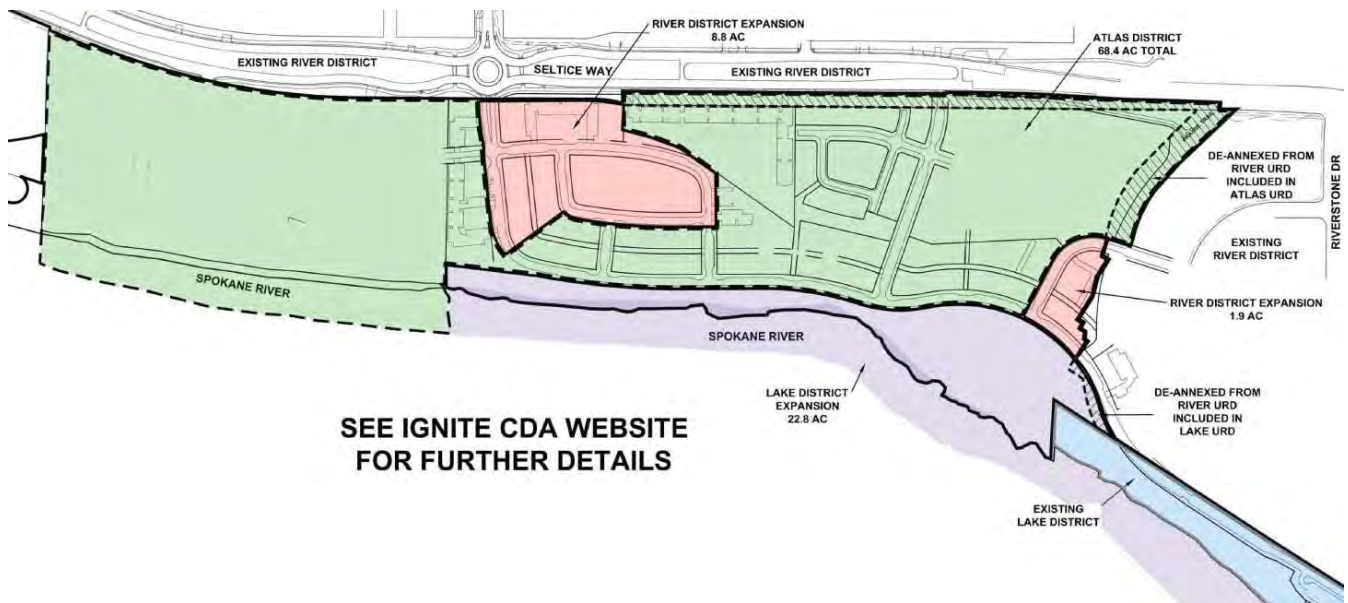 RIVER DISTRICT EXPANSION
8.8 AC
ATLAS DISTRICT
68.4 AC TOTAL
EXISTING RIVER DISTRICT
SELTICE WAY
EXISTING RIVER DISTRICT
DE-ANNEXED FROM
RIVER URD
INCLUDED IN
ATLAS URD
RIVERSTONE DR
EXISTING
RIVER DISTRICT
SPOKANE RIVER
RIVER DISTRICT EXPANSION
1.9 AC
SPOKANE RIVER
LAKE DISTRICT
EXPANSION
22.8 AC
DE-ANNEXED FROM
RIVER URD
INCLUDED IN
LAKE URD
SEE IGNITE CDA WEBSITE
FOR FURTHER DETAILS
EXISTING
LAKE DISTRICT